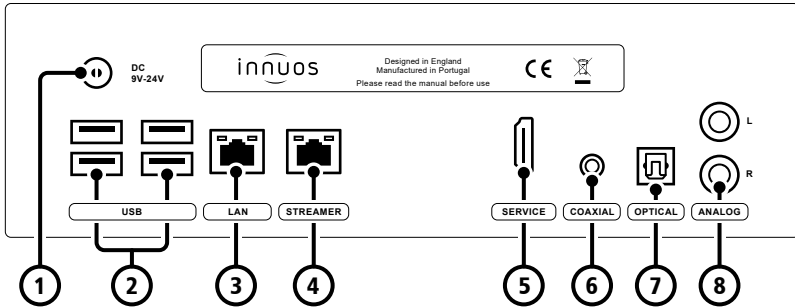 DC
9V-24V
innuos
Designed in England
Manufactured in Portugal
Please read the manual before use
CE
L
R
USB
LAN
STREAMER
SERVICE
COAXIAL
OPTICAL
ANALOG
1
2
3
4
5
6
7
8